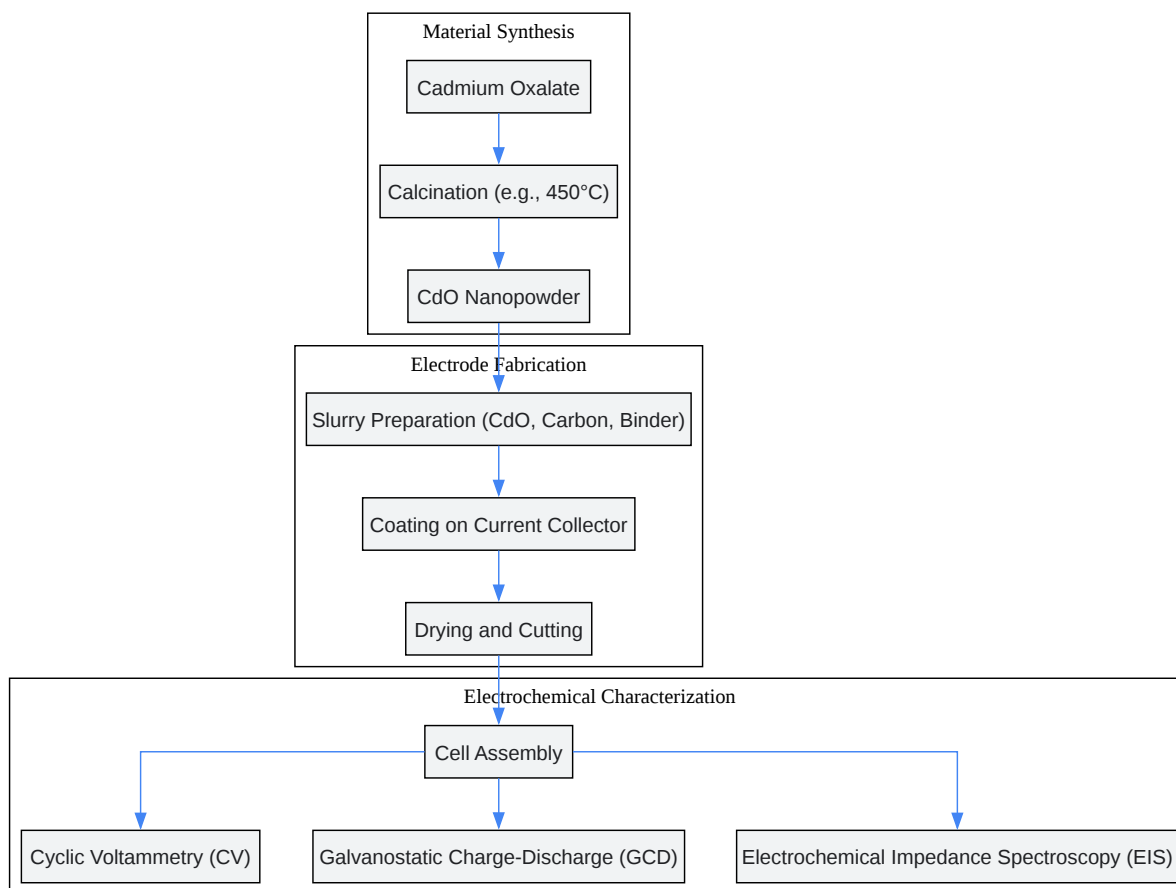 Material Synthesis
Cadmium Oxalate
Calcination (e.g., 450°C)
CdO Nanopowder
Electrode Fabrication
Slurry Preparation (CdO, Carbon, Binder)
Coating on Current Collector
Drying and Cutting
Electrochemical Characterization
Cell Assembly
Cyclic Voltammetry (CV)
Galvanostatic Charge-Discharge (GCD)
Electrochemical Impedance Spectroscopy (EIS)